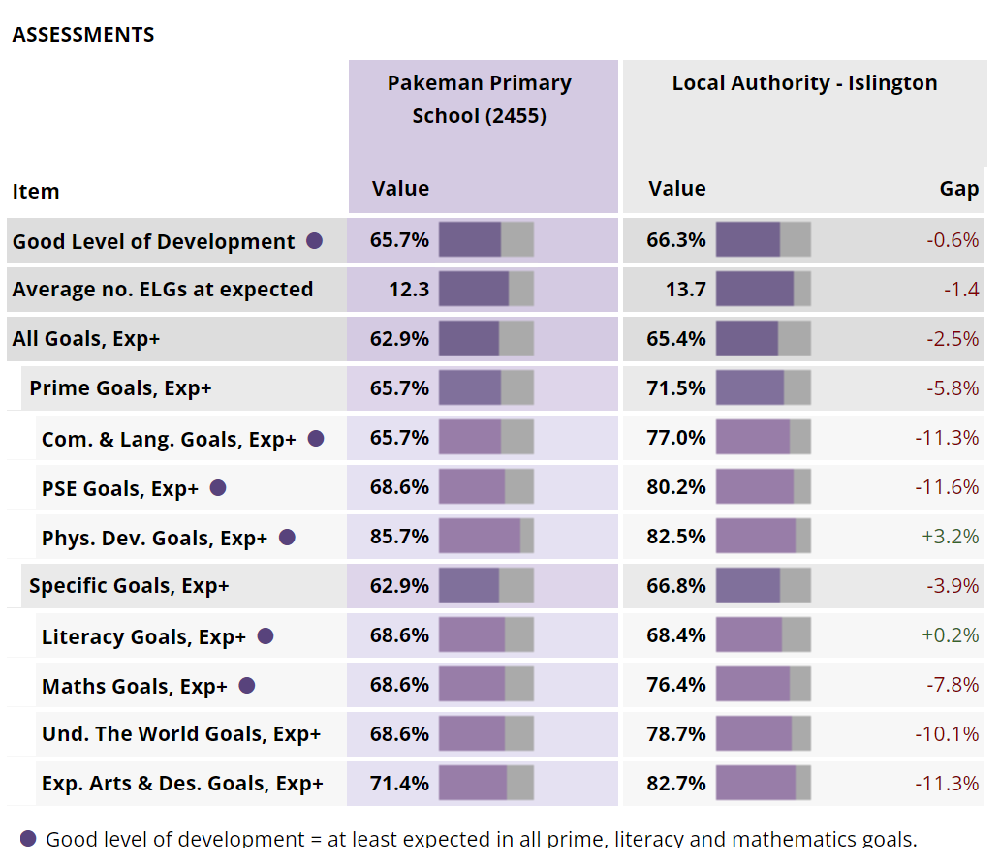 ASSESSMENTS
Pakeman Primary School (2455) Local Authority - Islington
Item Value Value Gap
Good Level of Development 65.7% 66.3% -0.6%
Average no. ELGs at expected 12.3 13.7 -1.4
All Goals, Exp+ 62.9% 65.4% -2.5%
Prime Goals, Exp+ 65.7% 71.5% -5.8%
Com. & Lang. Goals, Exp+ 65.7% 77.0% -11.3%
PSE Goals, Exp+ 68.6% 80.2% -11.6%
Phys. Dev. Goals, Exp+ 85.7% 82.5% +3.2%
Specific Goals, Exp+ 62.9% 66.8% -3.9%
Literacy Goals, Exp+ 68.6% 68.4% +0.2%
Maths Goals, Exp+ 68.6% 76.4% -7.8%
Und. The World Goals, Exp+ 68.6% 78.7% -10.1%
Exp. Arts & Des. Goals, Exp+ 71.4% 82.7% -11.3%
Good level of development = at least expected in all prime, literacy and mathematics goals.